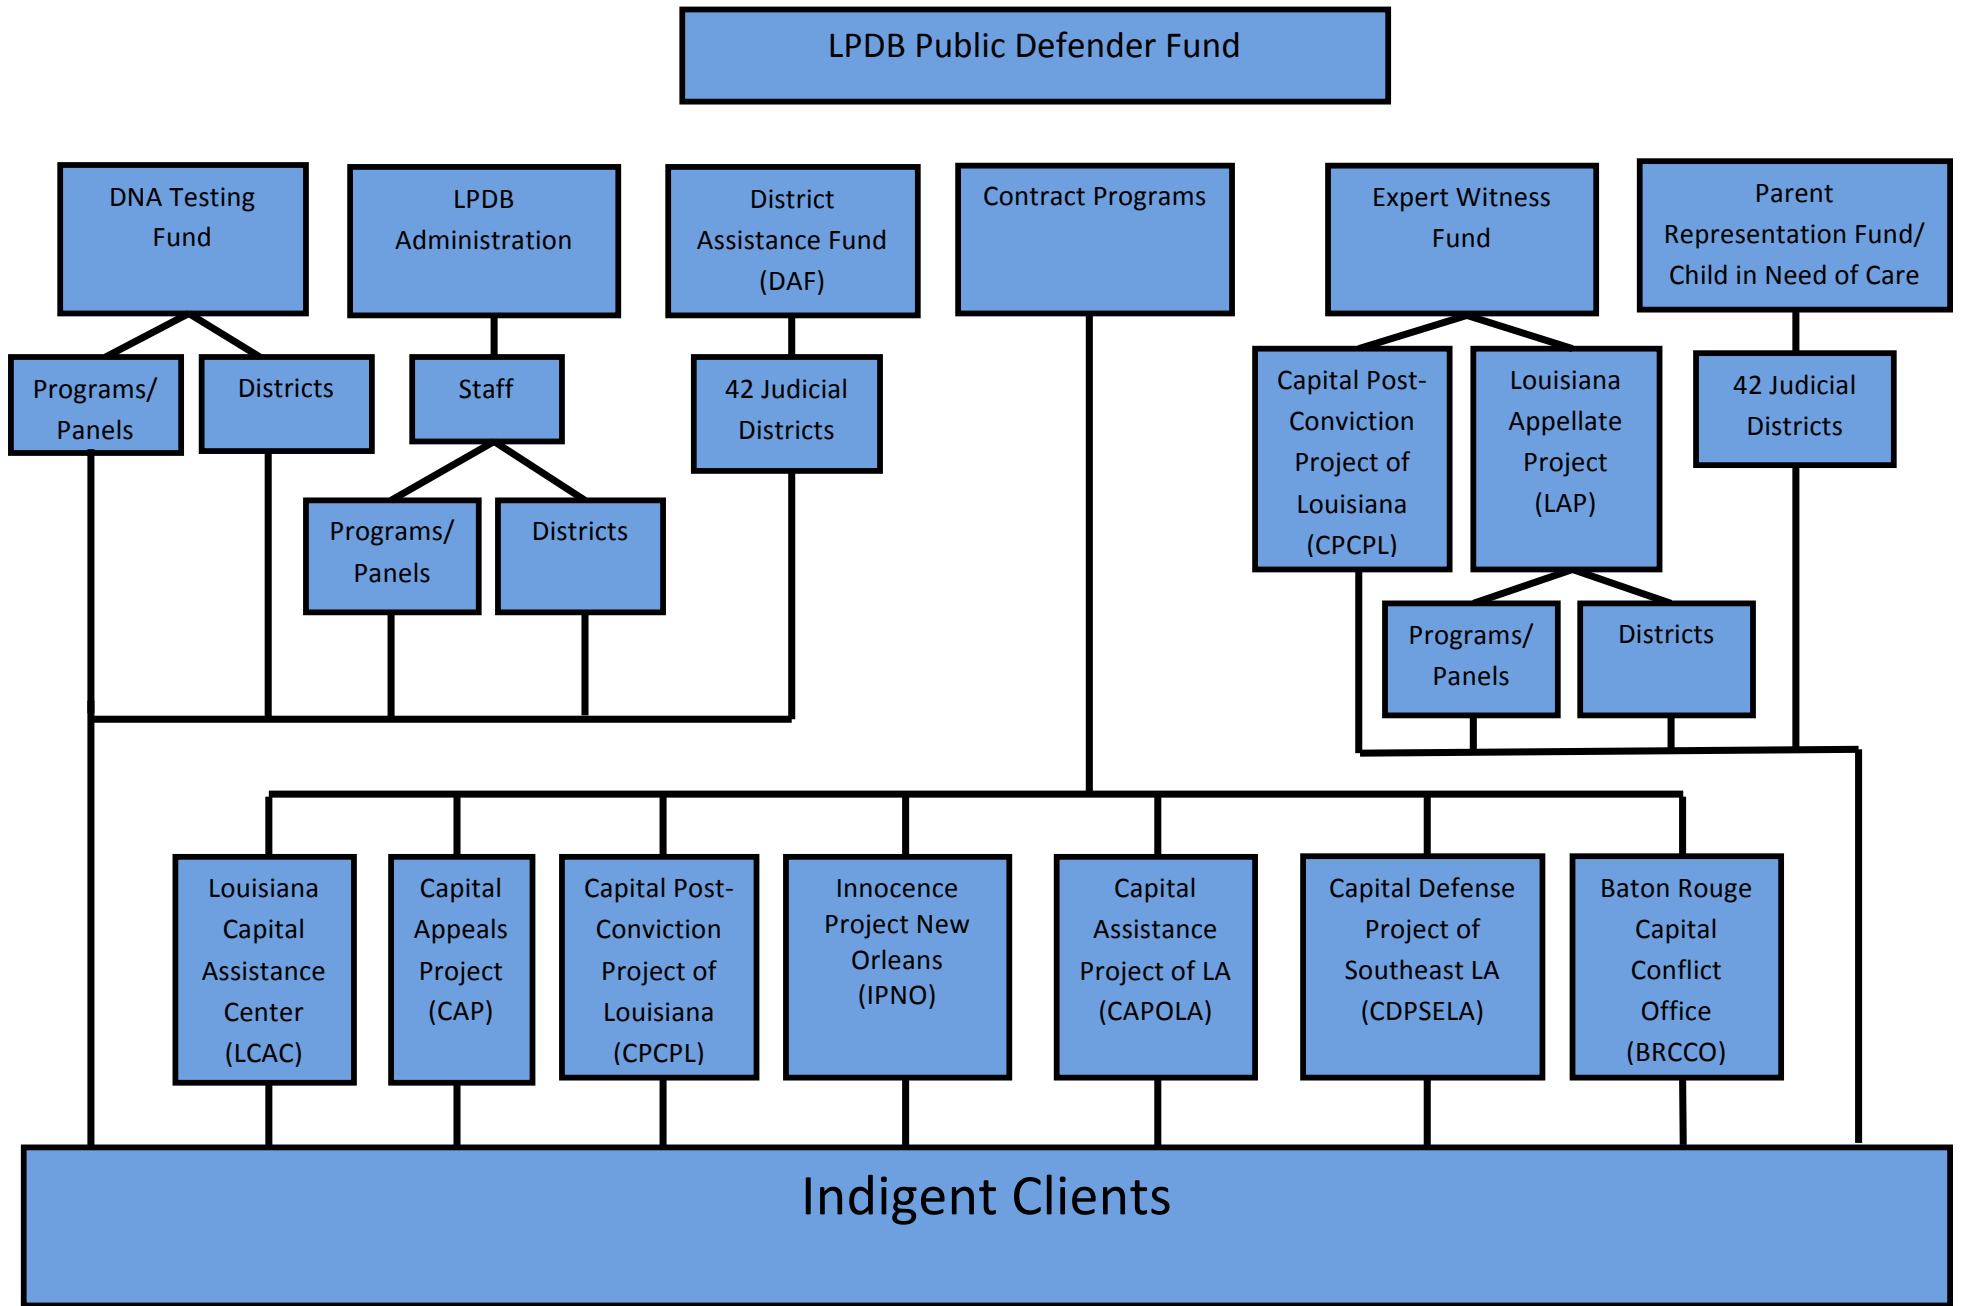 LPDB Public Defender Fund
DNA Testing
Fund
LPDB
Administration
District
Assistance Fund
(DAF)
Contract Programs
Expert Witness
Fund
Parent
Representation Fund/
Child in Need of Care
Programs/
Panels
Districts
Staff
42 Judicial
Districts
Capital Post-
Conviction
Project of
Louisiana
(CPCPL)
Louisiana
Appellate
Project
(LAP)
42 Judicial
Districts
Programs/
Panels
Districts
Programs/
Panels
Districts
Louisiana
Capital
Assistance
Center
(LCAC)
Capital
Appeals
Project
(CAP)
Capital Post-
Conviction
Project of
Louisiana
(CPCPL)
Innocence
Project New
Orleans
(IPNO)
Capital
Assistance
Project of LA
(CAPOLA)
Capital Defense
Project of
Southeast LA
(CDPSELA)
Baton Rouge
Capital
Conflict
Office
(BRCCO)
Indigent Clients